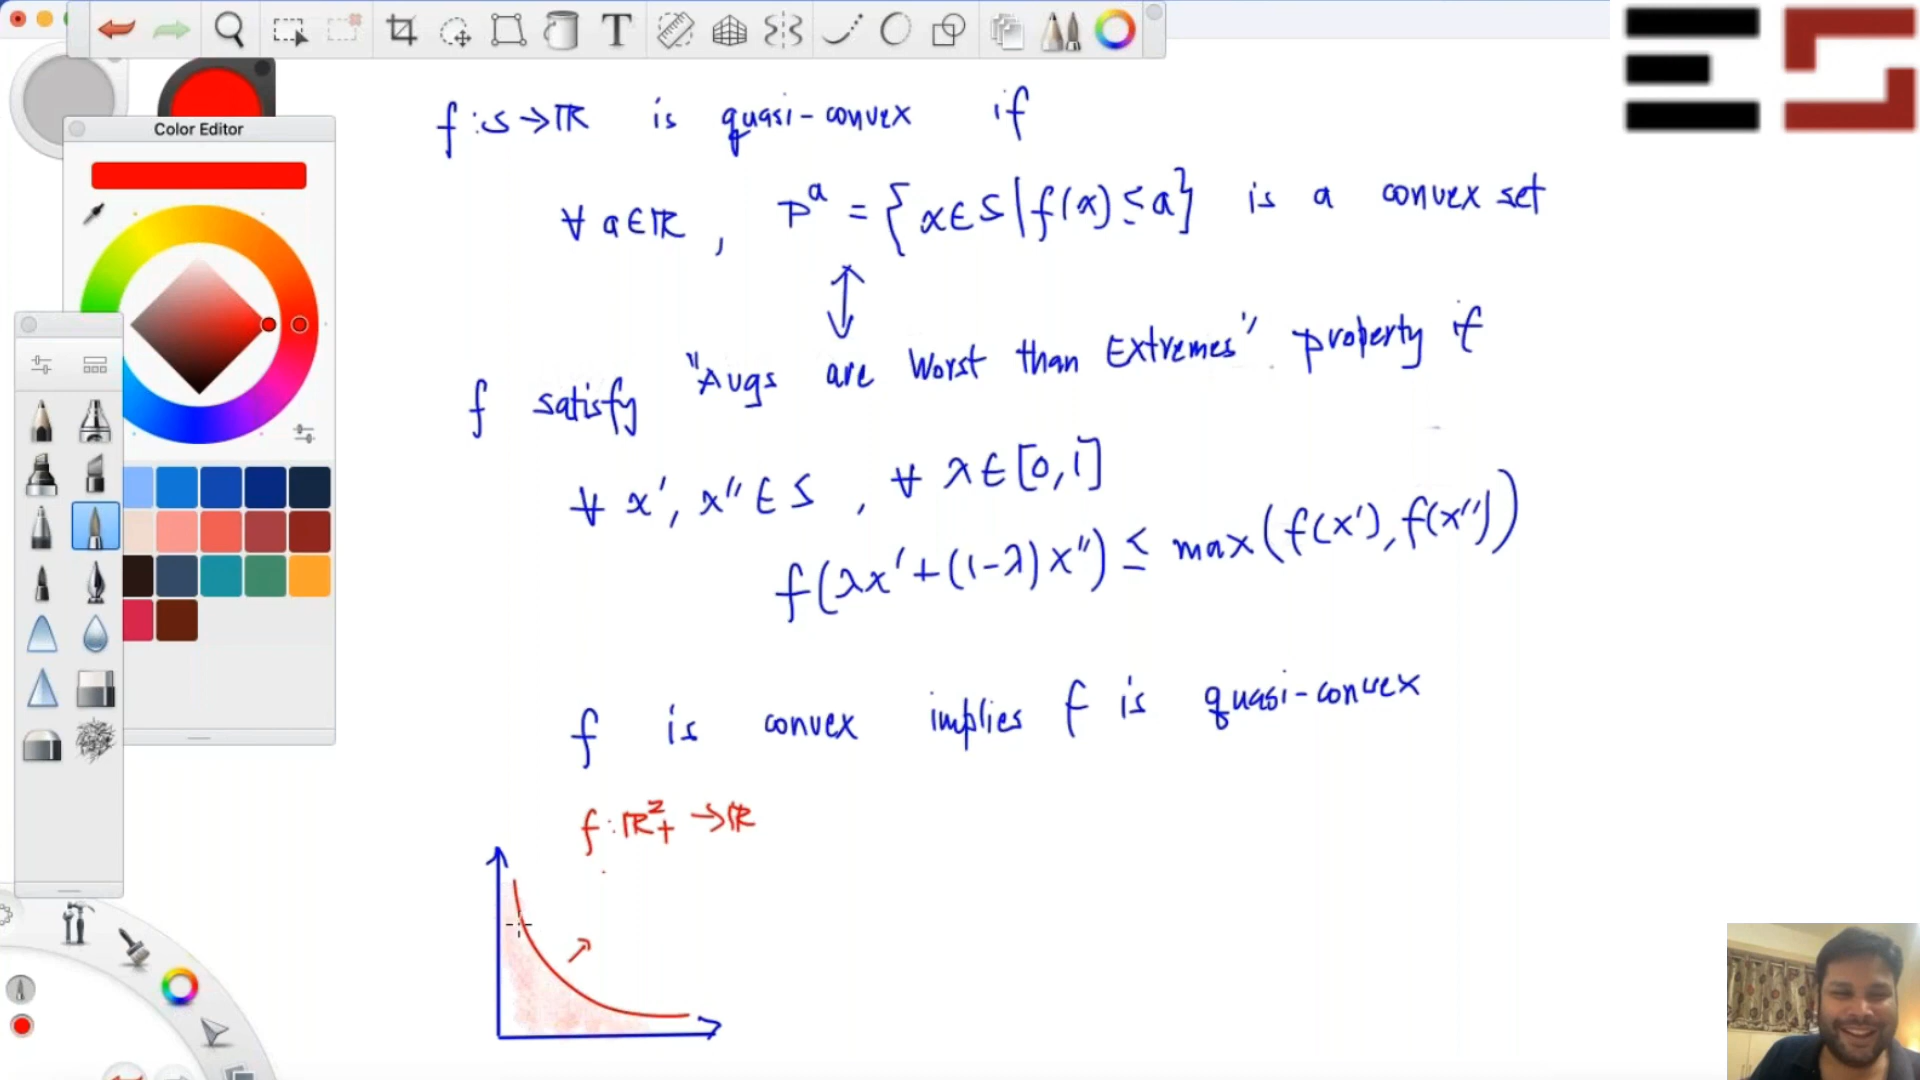 Color Editor
f : S → ℝ is quasi-convex if
∀ a ∈ ℝ, Pᵃ = {x ∈ S | f(x) ≤ a} is a convex set
f satisfy "Avgs are Worst than Extremes" property if
∀ x', x'' ∈ S, ∀ λ ∈ [0,1]
f(λx' + (1-λ)x'') ≤ max(f(x'), f(x''))
f is convex implies f is quasi-convex
f : ℝ²₊ → ℝ